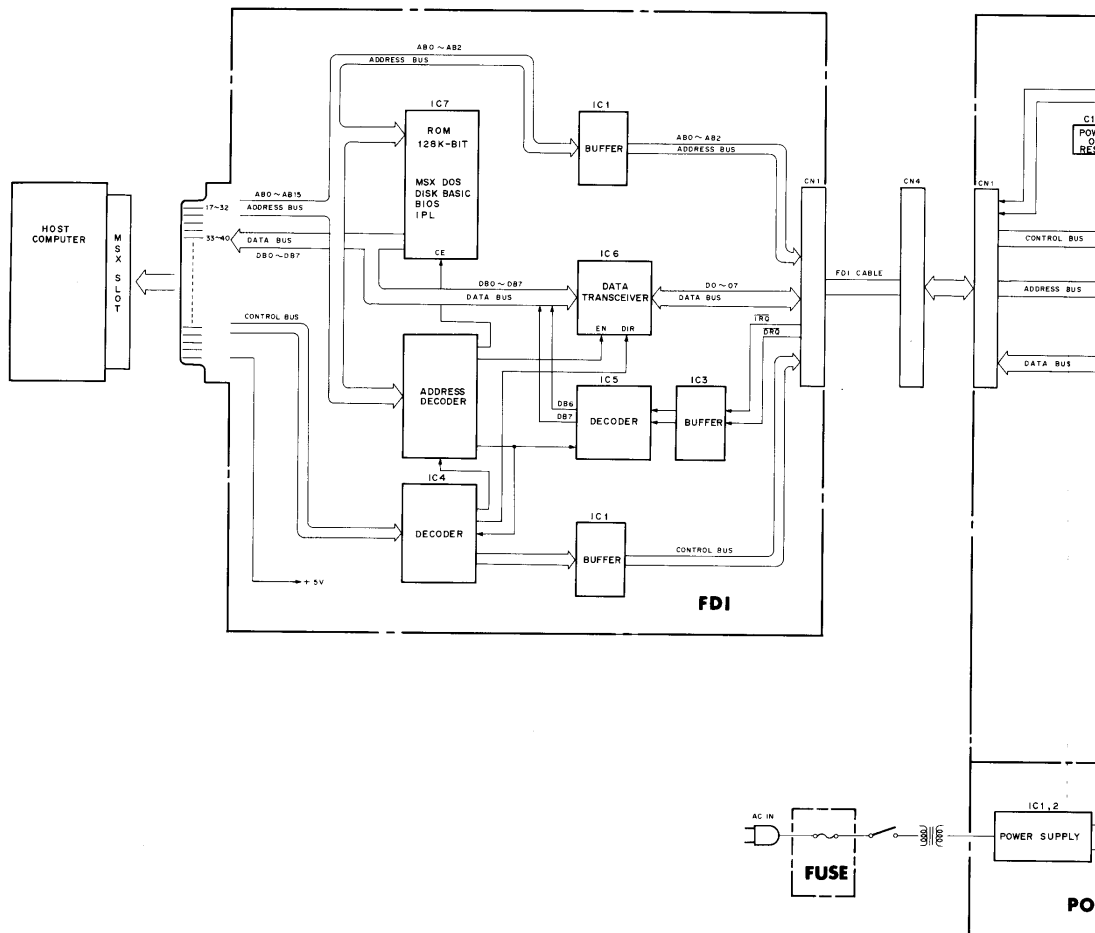 AB0～AB2
ADDRESS BUS
IC7
ROM
128K-BIT
MSX DOS
DISK BASIC
BIOS
IPL
CE
IC1
BUFFER
AB0～AB2
ADDRESS BUS
HOST
COMPUTER
MSX SLOT
17~32
33~40
AB0～AB15
ADDRESS BUS
DATA BUS
DB0～DB7
CONTROL BUS
DB0～DB7
DATA BUS
IC6
DATA
TRANSCEIVER
EN DIR
D0～07
DATA BUS
IRQ
DRQ
ADDRESS
DECODER
DB6
DB7
IC5
DECODER
IC3
BUFFER
IC4
DECODER
IC1
BUFFER
CONTROL BUS
+5V
FDI
CN1
FDI CABLE
CN4
CN1
C1
POW
O
RES
CONTROL BUS
ADDRESS BUS
DATA BUS
AC IN
FUSE
IC1,2
POWER SUPPLY
PO